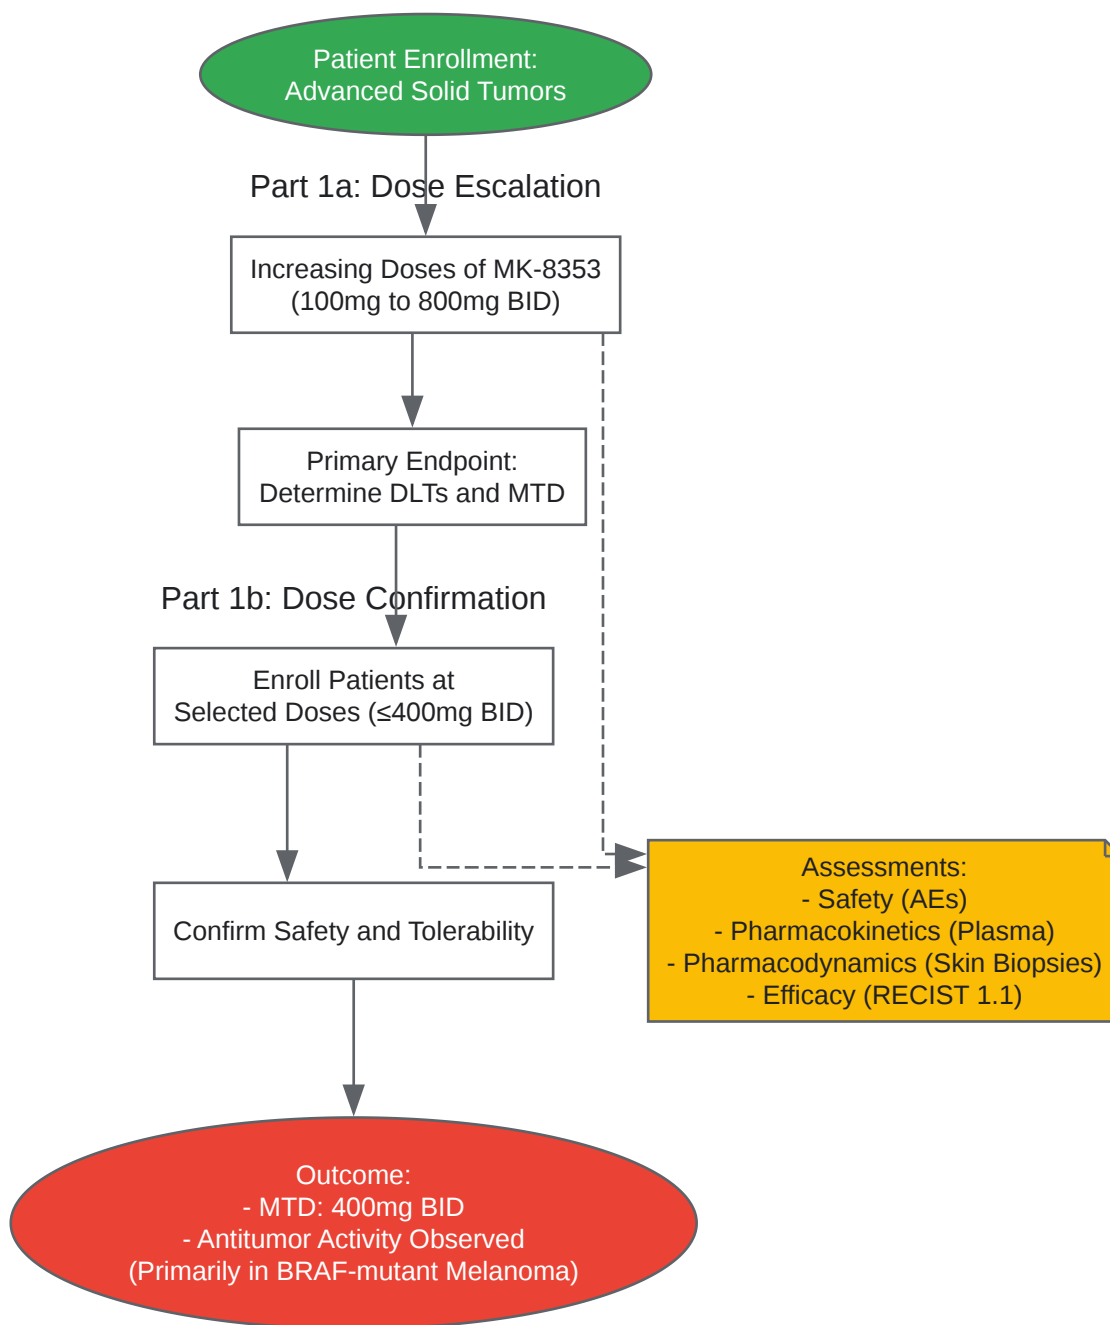 Patient Enrollment:
Advanced Solid Tumors
Part 1a: Dose Escalation
Increasing Doses of MK-8353
(100mg to 800mg BID)
Primary Endpoint:
Determine DLTs and MTD
Part 1b: Dose Confirmation
Enroll Patients at
Selected Doses (≤400mg BID)
Assessments:
- Safety (AEs)
- Pharmacokinetics (Plasma)
- Pharmacodynamics (Skin Biopsies)
- Efficacy (RECIST 1.1)
Confirm Safety and Tolerability
Outcome:
- MTD: 400mg BID
- Antitumor Activity Observed
(Primarily in BRAF-mutant Melanoma)